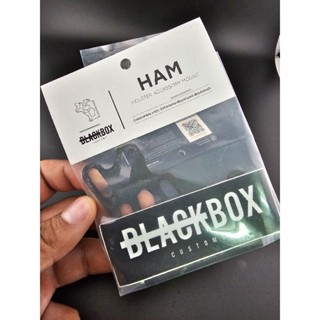 HAM
HOLSTER ACCESSORY MOUNT
BLACKBOX
BLACKBOX
CUSTOM